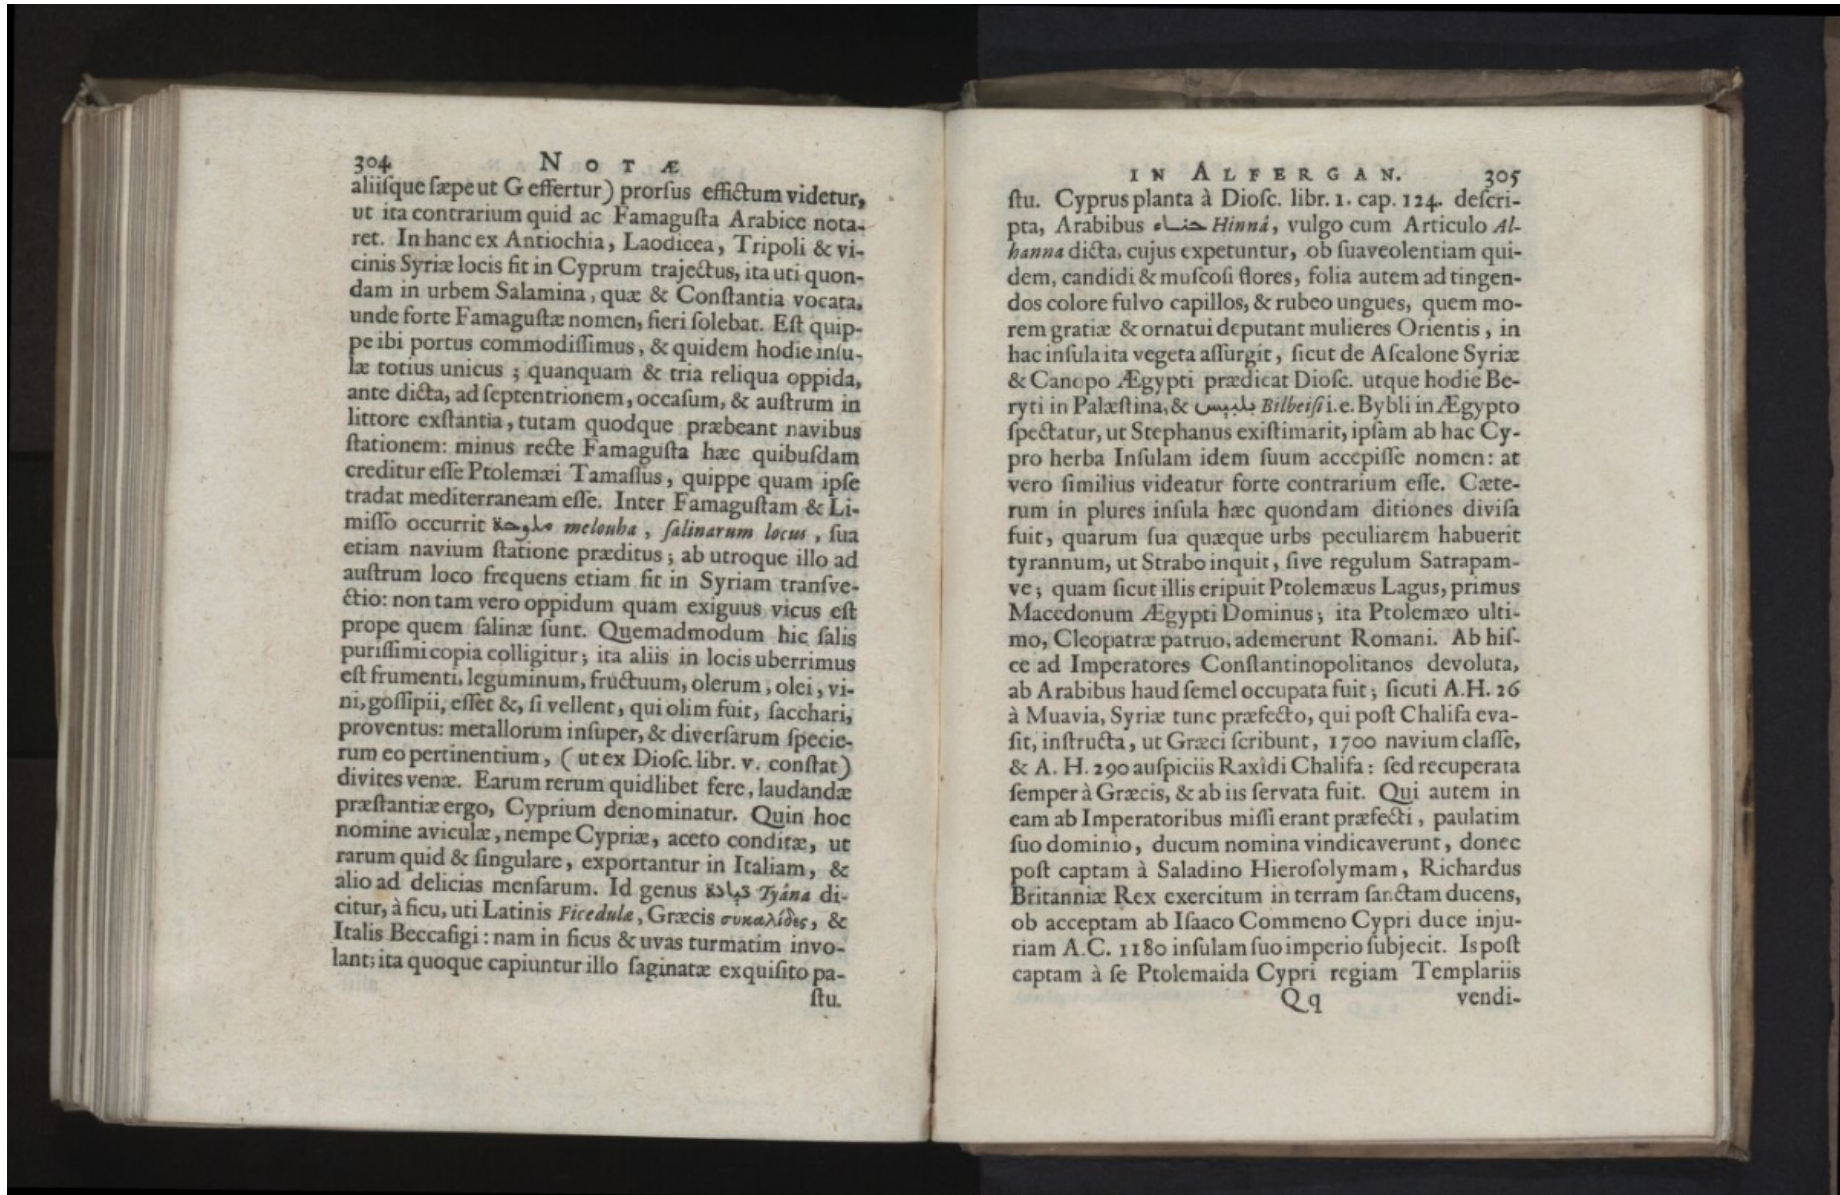 304 NOTÆ
aliiſque ſæpe ut G effertur) prorſus effictum videtur,
ut ita contrarium quid ac Famaguſta Arabice nota-
ret. In hanc ex Antiochia, Laodicea, Tripoli & vi-
cinis Syriæ locis fit in Cyprum trajectus, ita uti quon-
dam in urbem Salamina, quæ & Conſtantia vocata,
unde forte Famaguſtæ nomen, fieri ſolebat. Eſt quip-
pe ibi portus commodiſſimus, & quidem hodie inſu-
læ totius unicus; quanquam & tria reliqua oppida,
ante dicta, ad ſeptentrionem, occaſum, & auſtrum in
littore exſtantia, tutam quodque præbeant navibus
ſtationem: minus recte Famaguſta hæc quibuſdam
creditur eſſe Ptolemæi Tamaſſus, quippe quam ipſe
tradat mediterraneam eſſe. Inter Famaguſtam & Li-
miſſo occurrit ملوحة melouha, ſalinarum locus, ſua
etiam navium ſtatione præditus; ab utroque illo ad
auſtrum loco frequens etiam fit in Syriam tranſve-
ctio: non tam vero oppidum quam exiguus vicus eſt
prope quem ſalinæ ſunt. Quemadmodum hic ſalis
puriſſimi copia colligitur; ita aliis in locis uberrimus
eſt frumenti, leguminum, fructuum, olerum, olei, vi-
ni, goſſipii, eſſet &, ſi vellent, qui olim fuit, ſacchari,
proventus: metallorum inſuper, & diverſarum ſpecie-
rum eo pertinentium, (ut ex Dioſc. libr. v. conſtat)
divites venæ. Earum rerum quidlibet fere, laudandæ
præſtantiæ ergo, Cyprium denominatur. Quin hoc
nomine aviculæ, nempe Cypriæ, aceto conditæ, ut
rarum quid & ſingulare, exportantur in Italiam, &
alio ad delicias menſarum. Id genus Tyâna di-
citur, à ficu, uti Latinis Ficedulæ, Græcis συκαλίδες, &
Italis Beccafigi: nam in ficus & uvas turmatim invo-
lant; ita quoque capiuntur illo ſaginatæ exquiſito pa-
ſtu.
IN ALFERGAN. 305
ſtu. Cyprus planta à Dioſc. libr. 1. cap. 124. deſcri-
pta, Arabibus حناء Hinnâ, vulgo cum Articulo Al-
hanna dicta, cujus expetuntur, ob ſuaveolentiam qui-
dem, candidi & muſcoſi flores, folia autem ad tingen-
dos colore fulvo capillos, & rubeo ungues, quem mo-
rem gratiæ & ornatui deputant mulieres Orientis, in
hac inſula ita vegeta aſſurgit, ſicut de Aſcalone Syriæ
& Canopo Ægypti prædicat Dioſc. utque hodie Be-
ryti in Palæſtina, & بلبيس Bilbeiſi i.e. Bybli in Ægypto
ſpectatur, ut Stephanus exiſtimarit, ipſam ab hac Cy-
pro herba Inſulam idem ſuum accepiſſe nomen: at
vero ſimilius videatur forte contrarium eſſe. Cæte-
rum in plures inſula hæc quondam ditiones diviſa
fuit, quarum ſua quæque urbs peculiarem habuerit
tyrannum, ut Strabo inquit, ſive regulum Satrapam-
ve; quam ſicut illis eripuit Ptolemæus Lagus, primus
Macedonum Ægypti Dominus; ita Ptolemæo ulti-
mo, Cleopatræ patruo, ademerunt Romani. Ab hiſ-
ce ad Imperatores Conſtantinopolitanos devoluta,
ab Arabibus haud ſemel occupata fuit; ſicuti A.H. 26
à Muavia, Syriæ tunc præfecto, qui poſt Chalifa eva-
ſit, inſtructa, ut Græci ſcribunt, 1700 navium claſſe,
& A. H. 290 auſpiciis Raxidi Chalifa: ſed recuperata
ſemper à Græcis, & ab iis ſervata fuit. Qui autem in
eam ab Imperatoribus miſſi erant præfecti, paulatim
ſuo dominio, ducum nomina vindicaverunt, donec
poſt captam à Saladino Hieroſolymam, Richardus
Britanniæ Rex exercitum in terram ſanctam ducens,
ob acceptam ab Iſaaco Commeno Cypri duce inju-
riam A.C. 1180 inſulam ſuo imperio ſubjecit. Is poſt
captam à ſe Ptolemaida Cypri regiam Templariis
Qq vendi-